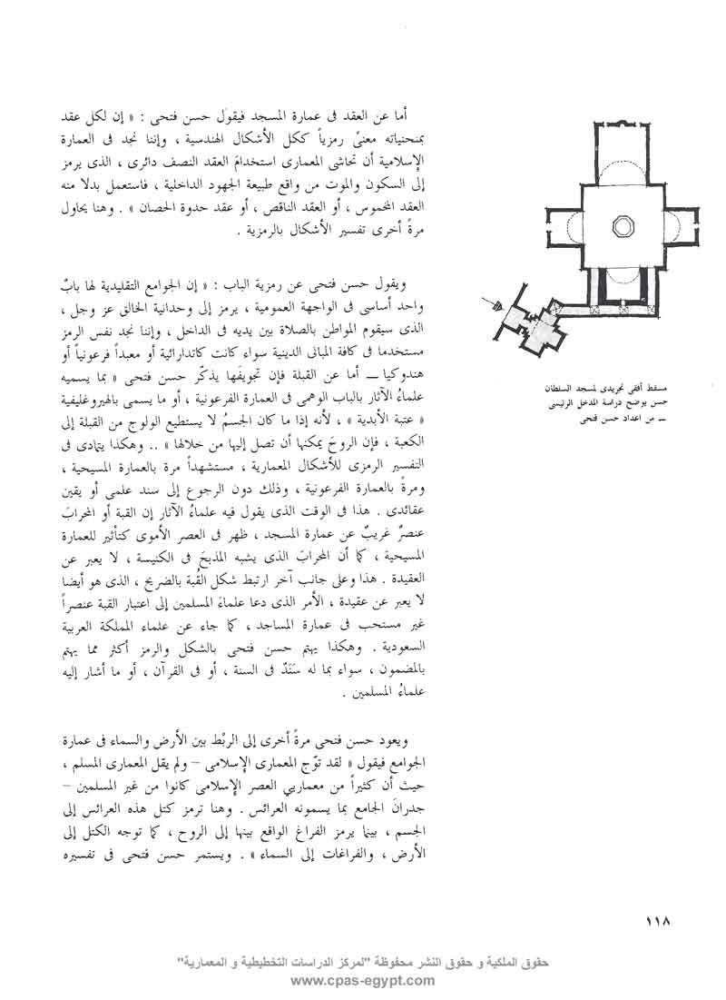 أما عن العقد فى عمارة المسجد فيقول حسن فتحى : « إن لكل عقد
بمنحنياته معنىً رمزياً ككل الأشكال الهندسية ، وإننا نجد فى العمارة
الإسلامية أن تحاشى المعمارى استخدامَ العقد النصف دائرى ، الذى يرمز
إلى السكون والموت من واقع طبيعة الجهود الداخلية ، فاستعمل بدلا منه
العقد المخموس ، أو العقد الناقص ، أو عقد حدوة الحصان » . وهنا يحاول
مرةً أخرى تفسير الأشكال بالرمزية .
ويقول حسن فتحى عن رمزية الباب : « إن الجوامع التقليدية لها بابٌ
واحد أساسى فى الواجهة العمومية ، يرمز إلى وحدانية الخالق عز وجل ،
الذى سيقوم المواطن بالصلاة بين يديه فى الداخل ، وإننا نجد نفس الرمز
مستخدما فى كافة المبانى الدينية سواء كانت كاتدارائية أو معبداً فرعونياً أو
هندوكيا — أما عن القبلة فإن تجويفَها يذكّر حسن فتحى « بما يسميه
علماءُ الآثار بالباب الوهمى فى العمارة الفرعونية ، أو ما يسمى بالهيروغليفية
« عتبة الأبدية » ، لأنه إذا ما كان الجسمُ لا يستطيع الولوج من القبلة إلى
الكعبة ، فإن الروحَ يمكنها أن تصل إليها من خلالها » .. وهكذا يتمادى فى
التفسير الرمزى للأشكال المعمارية ، مستشهداً مرة بالعمارة المسيحية ،
ومرةً بالعمارة الفرعونية ، وذلك دون الرجوع إلى سند علمى أو يقين
عقائدى . هذا فى الوقت الذى يقول فيه علماءُ الآثار إن القبة أو المحرابَ
عنصرٌ غريبٌ عن عمارة المسجد ، ظهر فى العصر الأموى كتأثير للعمارة
المسيحية ، كما أن المحرابَ الذى يشبه المذبحَ فى الكنيسة ، لا يعبر عن
العقيدة . هذا وعلى جانب آخر ارتبط شكل القُبة بالضريح ، الذى هو أيضا
لا يعبر عن عقيدة ، الأمر الذى دعا علماءَ المسلمين إلى اعتبار القبة عنصراً
غير مستحب فى عمارة المساجد ، كما جاء عن علماء المملكة العربية
السعودية . وهكذا يهتم حسن فتحى بالشكل والرمز أكثر مما يهتم
بالمضمون ، سواء بما له سَنَدٌ فى السنة ، أو فى القرآن ، أو ما أشار إليه
علماءُ المسلمين .
ويعود حسن فتحى مرةً أخرى إلى الربْط بين الأرض والسماء فى عمارة
الجوامع فيقول « لقد توّج المعمارى الإسلامى – ولم يقل المعمارى المسلم ،
حيث أن كثيراً من معماريي العصر الإسلامى كانوا من غير المسلمين –
جدرانَ الجامع بما يسمونه العرائس . وهنا ترمز كتل هذه العرائس إلى
الجسم ، بينما يرمز الفراغ الواقع بينها إلى الروح ، كما توجه الكتل إلى
الأرض ، والفراغات إلى السماء » . ويستمر حسن فتحى فى تفسيره
مسقط أفقى تجريدى لمسجد السلطان
حسن يوضح دراسة المدخل الرئيسى
— من اعداد حسن فتحى
١١٨
حقوق الملكية و حقوق النشر محفوظة "لمركز الدراسات التخطيطية و المعمارية"
www.cpas-egypt.com